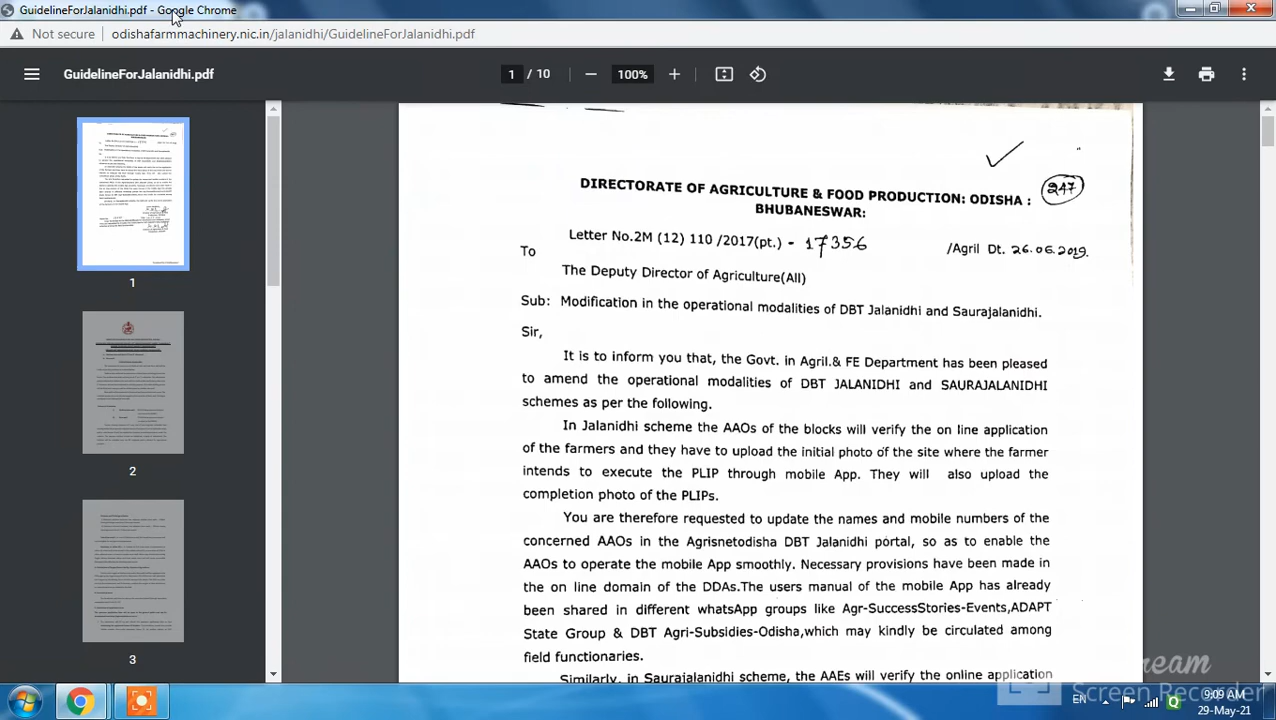 GuidelineForJalanidhi.pdf - Google Chrome
Not secure odishafarmmachinery.nic.in/jalanidhi/GuidelineForJalanidhi.pdf
GuidelineForJalanidhi.pdf
1 / 10
100%
1
2
3
DIRECTORATE OF AGRICULTURE & FOOD PRODUCTION: ODISHA :
BHUBANESWAR:
247
Letter No.2M (12) 110 /2017(pt.) - 17356 /Agril Dt. 26.06.2019.
To
The Deputy Director of Agriculture(All)
Sub: Modification in the operational modalities of DBT Jalanidhi and Saurajalanidhi.
Sir,
It is to inform you that, the Govt. in Agril.& FE Department has been pleased
to amend the operational modalities of DBT JALANIDHI and SAURAJALANIDHI
schemes as per the following.
In Jalanidhi scheme the AAOs of the blocks will verify the on line application
of the farmers and they have to upload the initial photo of the site where the farmer
intends to execute the PLIP through mobile App. They will also upload the
completion photo of the PLIPs.
You are therefore requested to update the names and mobile numbers of the
concerned AAOs in the Agrisnetodisha DBT Jalanidhi portal, so as to enable the
AAOs to operate the mobile App smoothly. Necessary provisions have been made in
the on line domain of the DDAs.The users manual of the mobile App has already
been shared in different whatsApp groups like Agr-SuccessStories-Events,ADAPT
State Group & DBT Agri-Subsidies-Odisha,which may kindly be circulated among
field functionaries.
Similarly, in Saurajalanidhi scheme, the AAEs will verify the online application
Screen Recorder
EN
9:09 AM
29-May-21